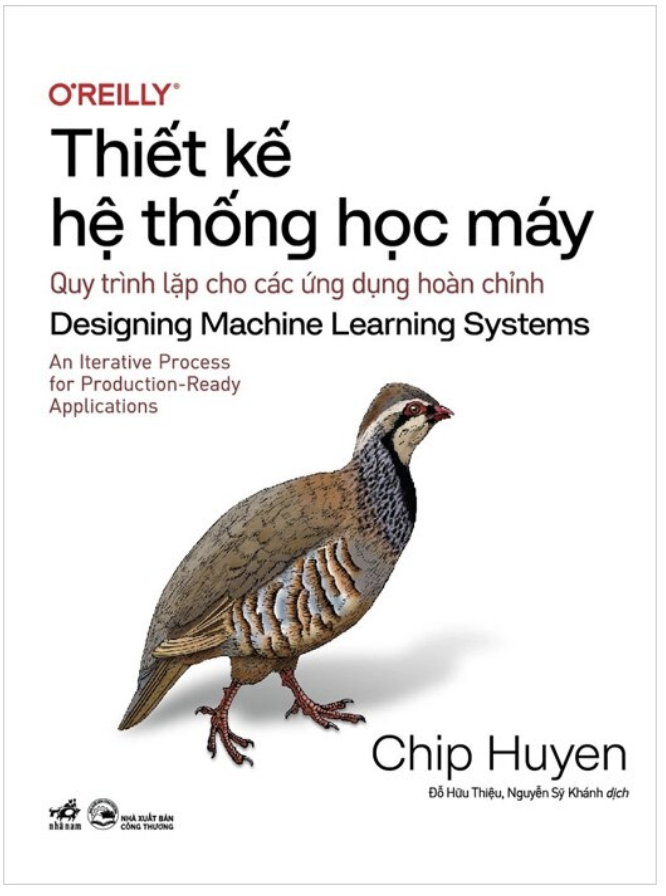 O'REILLY®
Thiết kế
hệ thống học máy
Quy trình lặp cho các ứng dụng hoàn chỉnh
Designing Machine Learning Systems
An Iterative Process
for Production-Ready
Applications
Chip Huyen
Đỗ Hữu Thiệu, Nguyễn Sỹ Khánh dịch
nhã nam
NHÀ XUẤT BẢN
CÔNG THƯƠNG